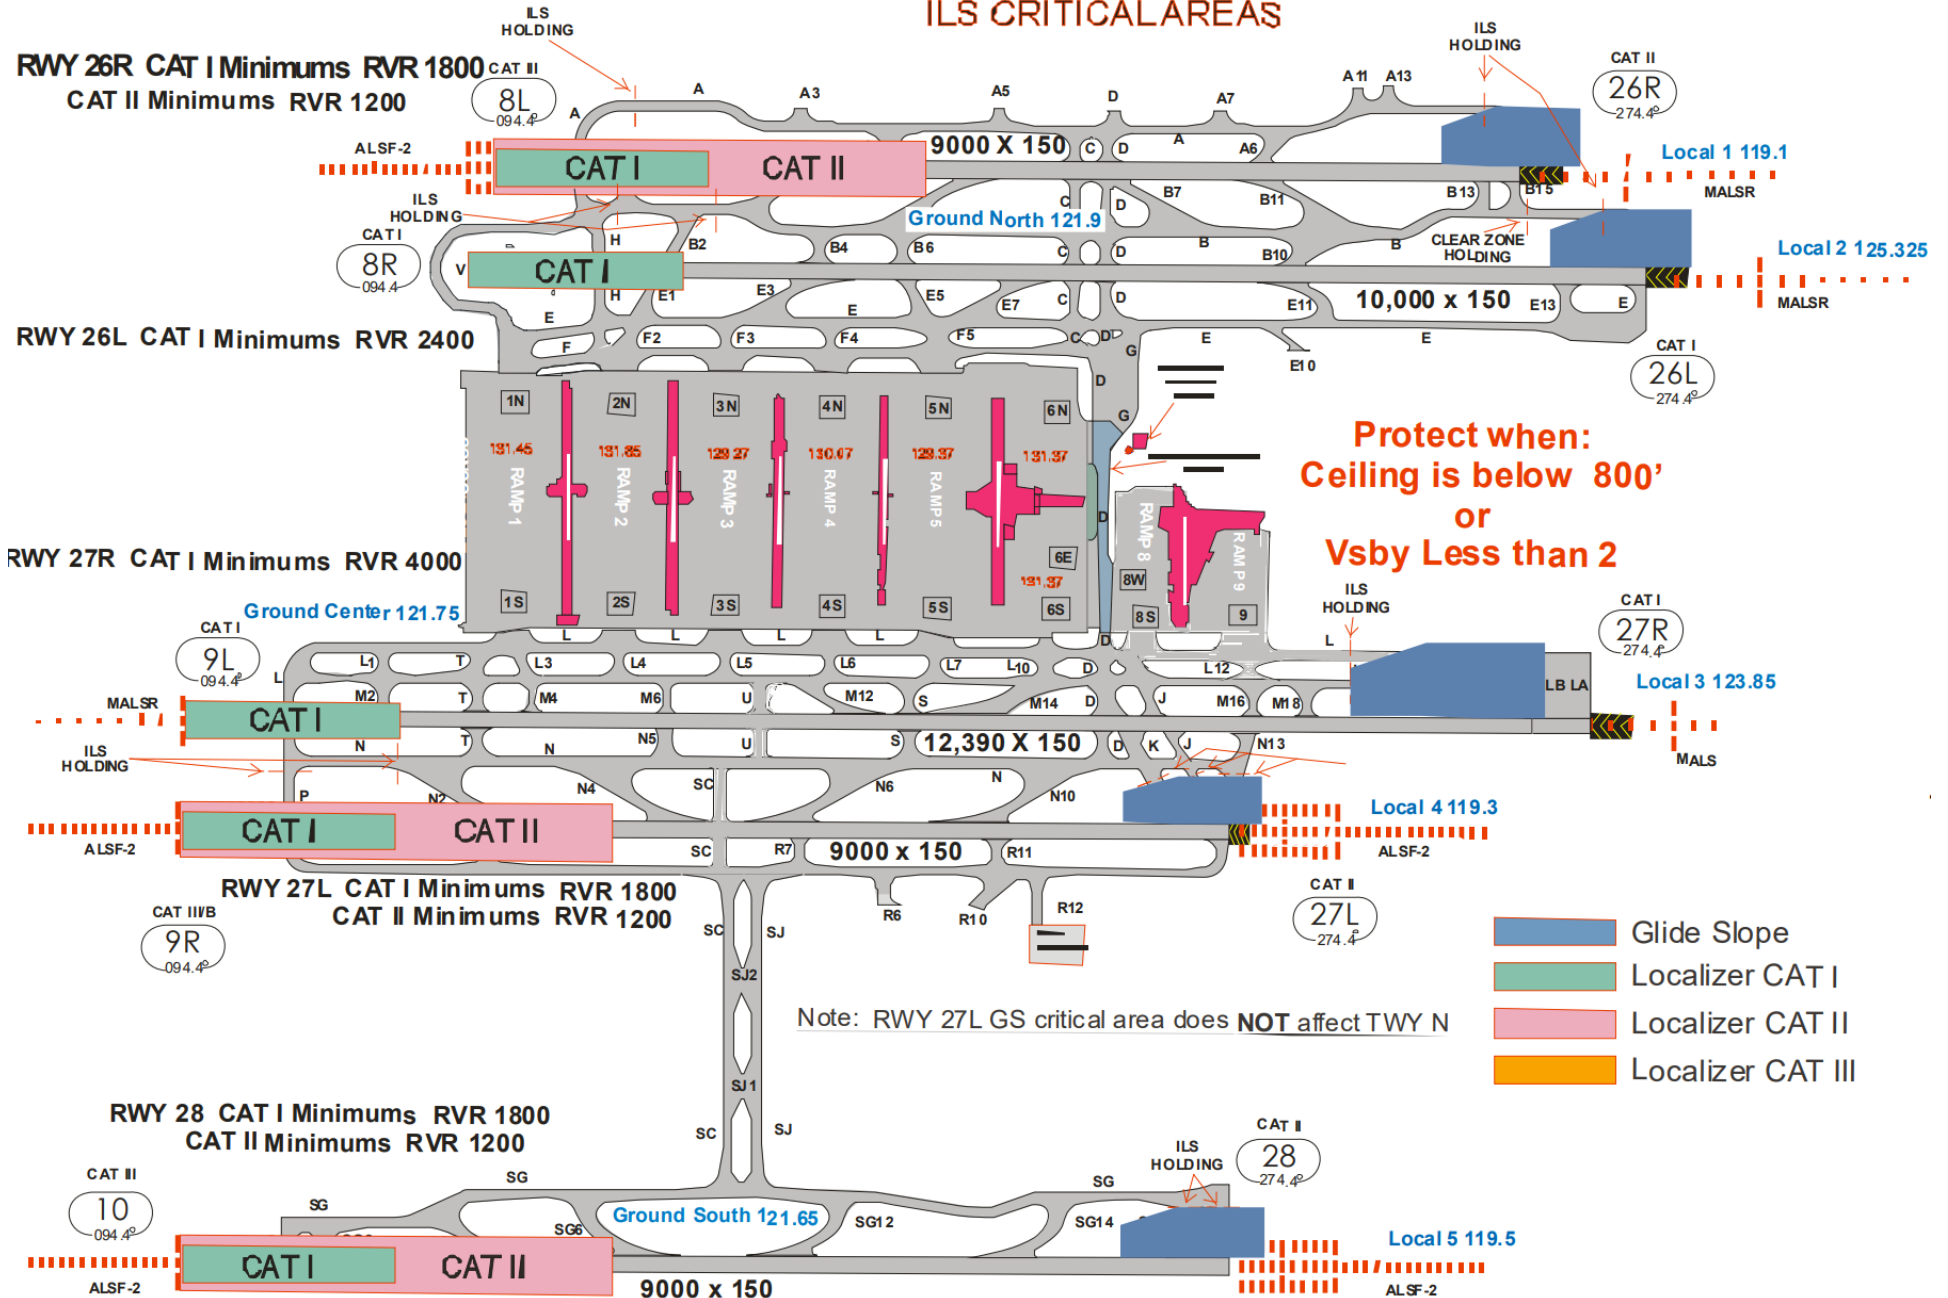 ILS CRITICAL AREAS
ILS
HOLDING
RWY 26R CAT I Minimums RVR 1800
CAT II Minimums RVR 1200
CAT III
8L
094.4°
A
A
A3
A5
D
A7
A11
A13
ILS
HOLDING
CAT II
26R
274.4°
ALSF-2
CAT I
CAT II
9000 X 150
C
D
A
A6
Local 1 119.1
MALSR
ILS
HOLDING
C
D
B7
B11
B13
B15
Ground North 121.9
CAT I
8R
094.4
H
B2
B4
B6
C
D
B
B10
B
CLEAR ZONE
HOLDING
Local 2 125.325
V
CAT I
MALSR
E
H
E1
E3
E
E5
E7
C
D
E11
10,000 x 150
E13
E
RWY 26L CAT I Minimums RVR 2400
F
F2
F3
F4
F5
C
D
G
E
E10
E
CAT I
26L
274.4°
D
G
1N
2N
3N
4N
5N
6N
131.45
131.85
129.27
130.07
129.37
131.37
RAMP 1
RAMP 2
RAMP 3
RAMP 4
RAMP 5
D
RAMP 8
RAMP 9
Protect when:
Ceiling is below 800’
or
Vsby Less than 2
RWY 27R CAT I Minimums RVR 4000
6E
131.37
8W
1S
2S
3S
4S
5S
6S
8S
9
Ground Center 121.75
ILS
HOLDING
CAT I
27R
274.4°
CAT I
9L
094.4°
L
L
L
L
D
L
L
L1
T
L3
L4
L5
L6
L7
L10
D
L12
M2
T
M4
M6
U
M12
S
M14
D
J
M16
M18
LB LA
Local 3 123.85
MALSR
CAT I
MALS
N
T
N
N5
U
S
12,390 X 150
D
K
J
N13
ILS
HOLDING
P
N2
N4
SC
N6
N
N10
Local 4 119.3
CAT I
CAT II
ALSF-2
ALSF-2
SC
R7
9000 x 150
R11
RWY 27L CAT I Minimums RVR 1800
CAT II Minimums RVR 1200
R6
R10
R12
CAT II
27L
274.4°
CAT III/B
9R
094.4°
SC
SJ
SJ2
Glide Slope
Localizer CAT I
Localizer CAT II
Localizer CAT III
Note: RWY 27L GS critical area does NOT affect TWY N
SJ1
SC
SJ
RWY 28 CAT I Minimums RVR 1800
CAT II Minimums RVR 1200
CAT II
28
274.4°
ILS
HOLDING
CAT III
10
094.4°
SG
SG
SG
SG6
Ground South 121.65
SG12
SG14
Local 5 119.5
CAT I
CAT II
ALSF-2
9000 x 150
ALSF-2